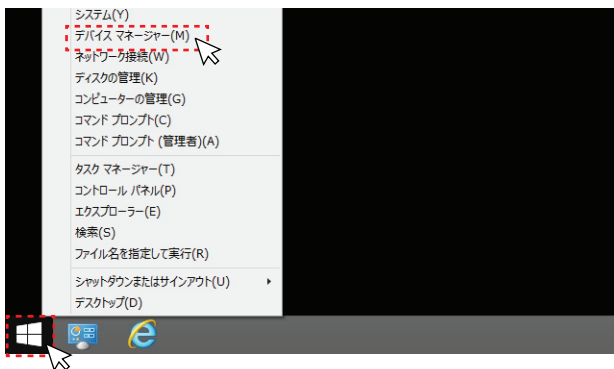 システム(Y)
デバイス マネージャー(M)
ネットワーク接続(W)
ディスクの管理(K)
コンピューターの管理(G)
コマンド プロンプト(C)
コマンド プロンプト (管理者)(A)
タスク マネージャー(T)
コントロール パネル(P)
エクスプローラー(E)
検索(S)
ファイル名を指定して実行(R)
シャットダウンまたはサインアウト(U)
デスクトップ(D)